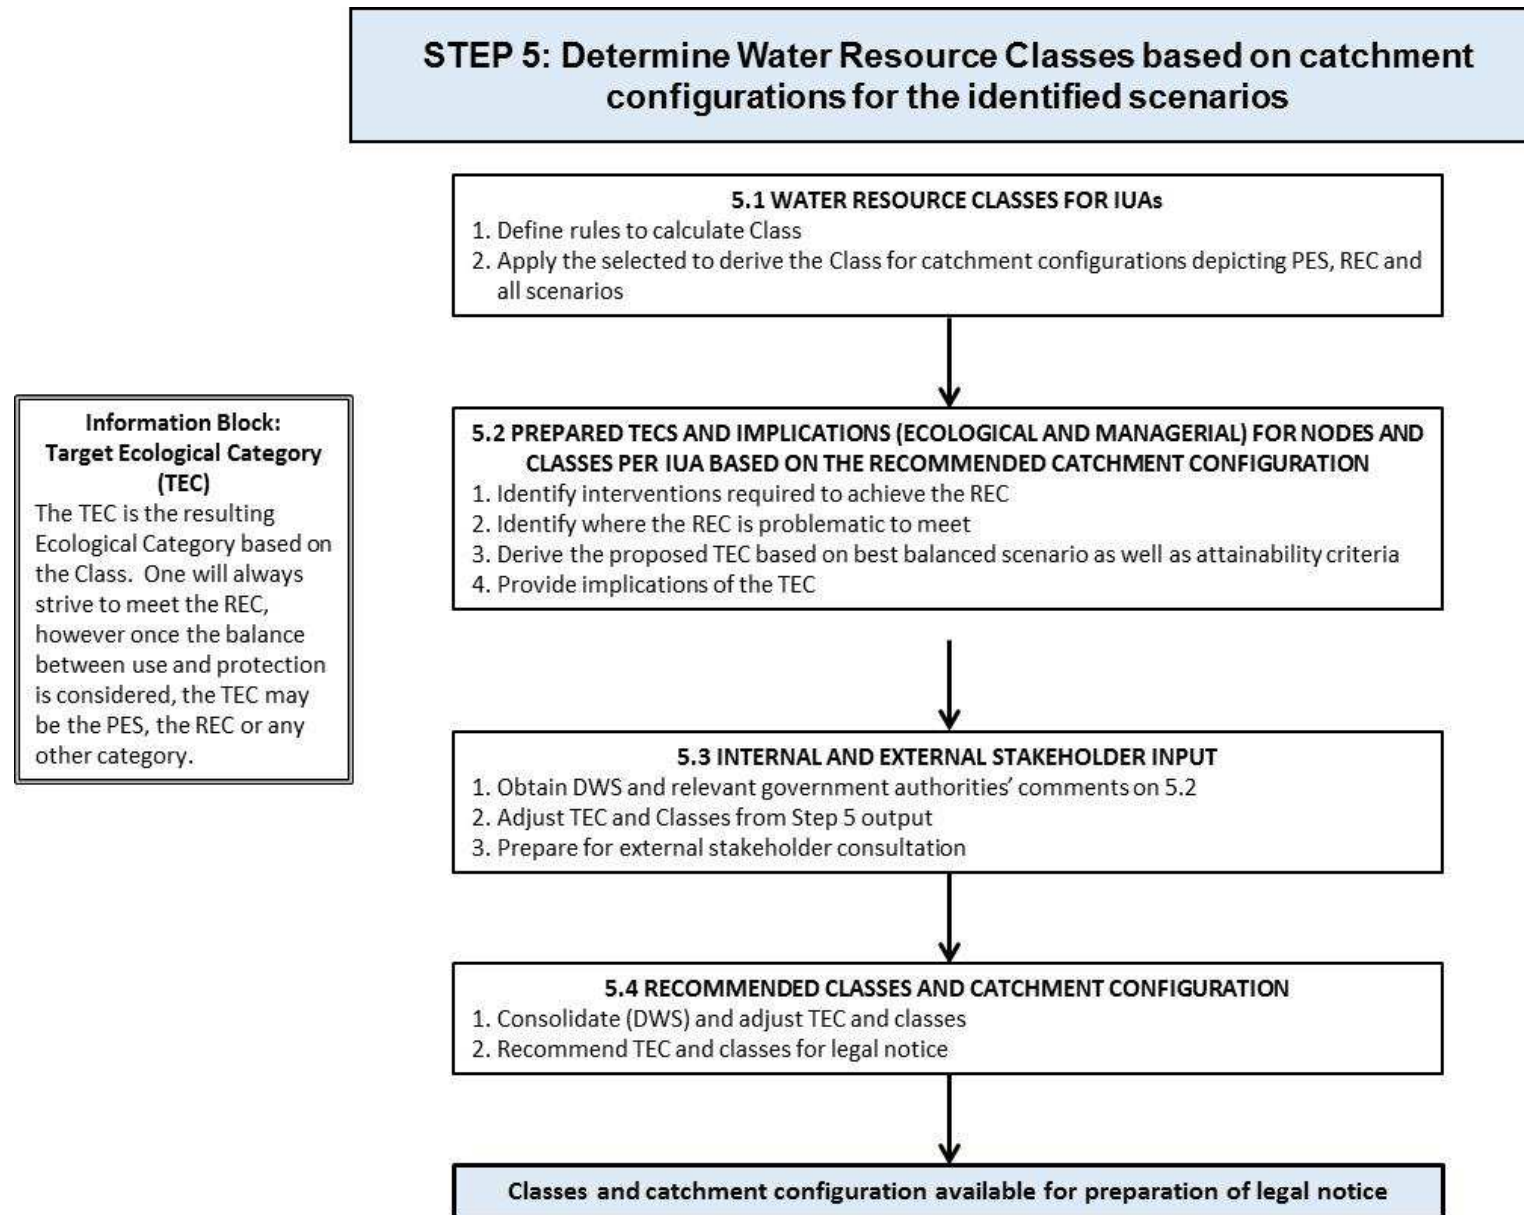 STEP 5: Determine Water Resource Classes based on catchment
configurations for the identified scenarios
5.1 WATER RESOURCE CLASSES FOR IUAs
1. Define rules to calculate Class
2. Apply the selected to derive the Class for catchment configurations depicting PES, REC and
all scenarios
Information Block:
Target Ecological Category
(TEC)
The TEC is the resulting
Ecological Category based on
the Class. One will always
strive to meet the REC,
however once the balance
between use and protection
is considered, the TEC may
be the PES, the REC or any
other category.
5.2 PREPARED TECS AND IMPLICATIONS (ECOLOGICAL AND MANAGERIAL) FOR NODES AND
CLASSES PER IUA BASED ON THE RECOMMENDED CATCHMENT CONFIGURATION
1. Identify interventions required to achieve the REC
2. Identify where the REC is problematic to meet
3. Derive the proposed TEC based on best balanced scenario as well as attainability criteria
4. Provide implications of the TEC
5.3 INTERNAL AND EXTERNAL STAKEHOLDER INPUT
1. Obtain DWS and relevant government authorities’ comments on 5.2
2. Adjust TEC and Classes from Step 5 output
3. Prepare for external stakeholder consultation
5.4 RECOMMENDED CLASSES AND CATCHMENT CONFIGURATION
1. Consolidate (DWS) and adjust TEC and classes
2. Recommend TEC and classes for legal notice
Classes and catchment configuration available for preparation of legal notice